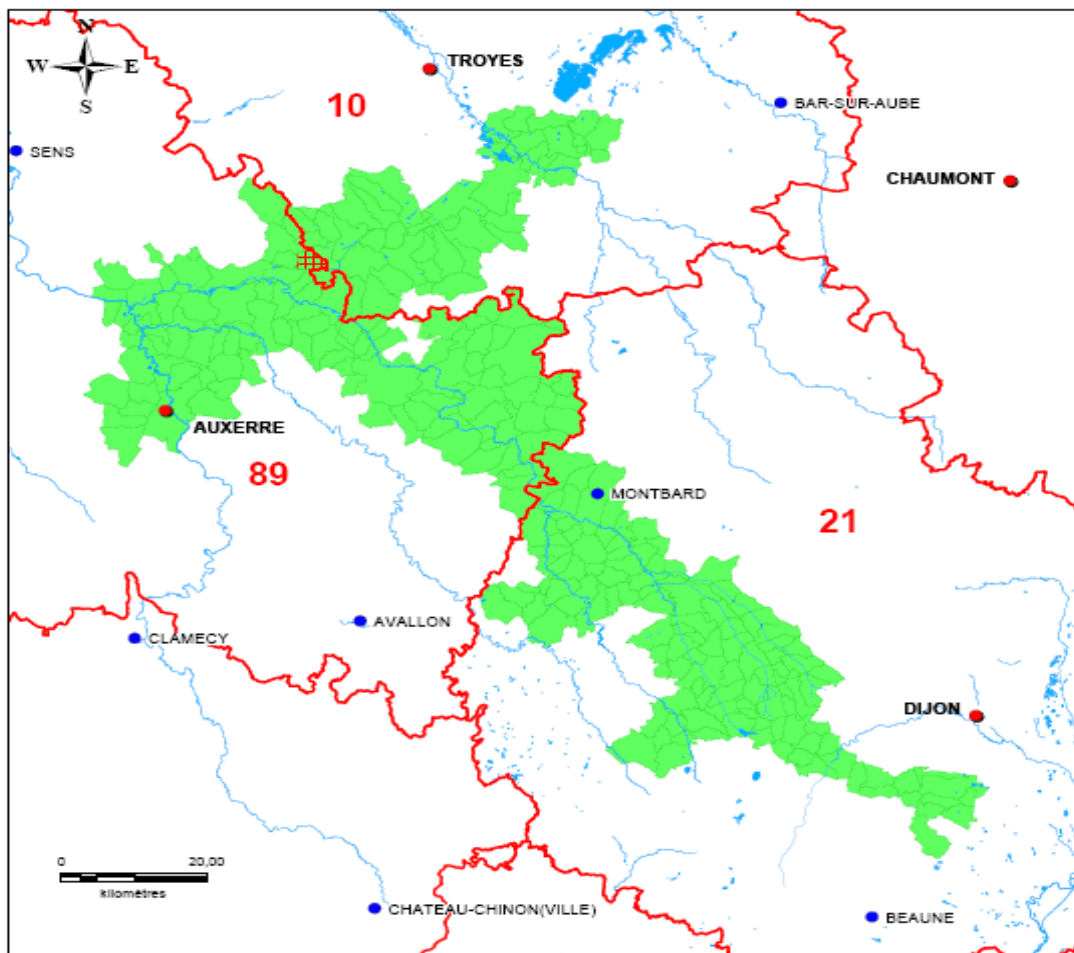 N
TROYES
W E
10
BAR-SUR-AUBE
S
SENS
CHAUMONT
AUXERRE
89
MONTBARD
21
AVALLON
CLAMECY
DIJON
0 20,00
kilomètres
CHATEAU-CHINON(VILLE)
BEAUNE